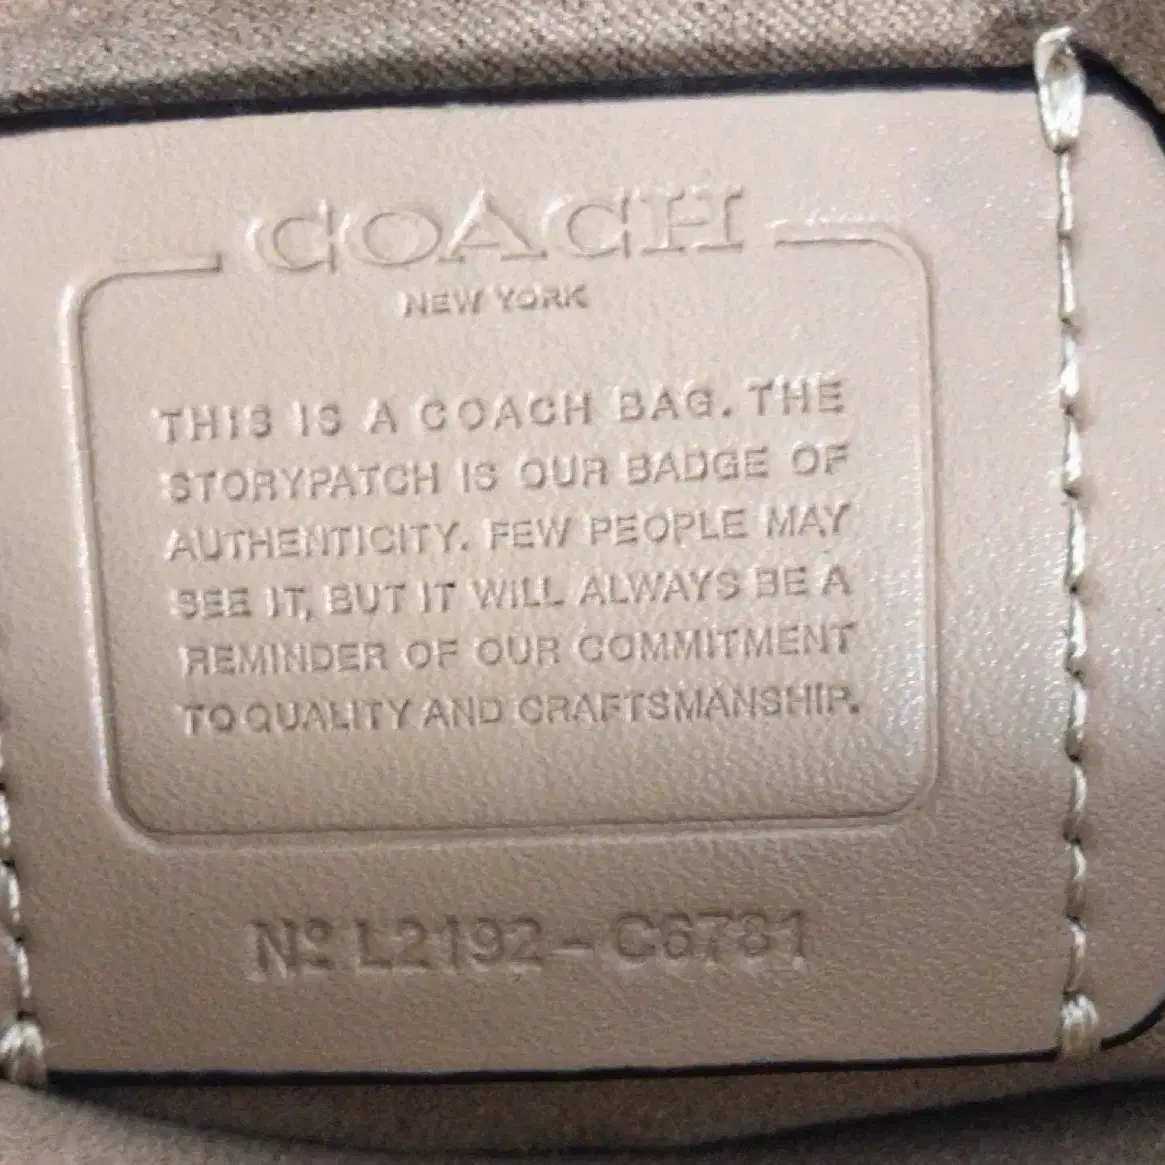 COACH
NEW YORK
THIS IS A COACH BAG. THE
STORYPATCH IS OUR BADGE OF
AUTHENTICITY. FEW PEOPLE MAY
SEE IT, BUT IT WILL ALWAYS BE A
REMINDER OF OUR COMMITMENT
TO QUALITY AND CRAFTSMANSHIP.
Nº L2192-C6781